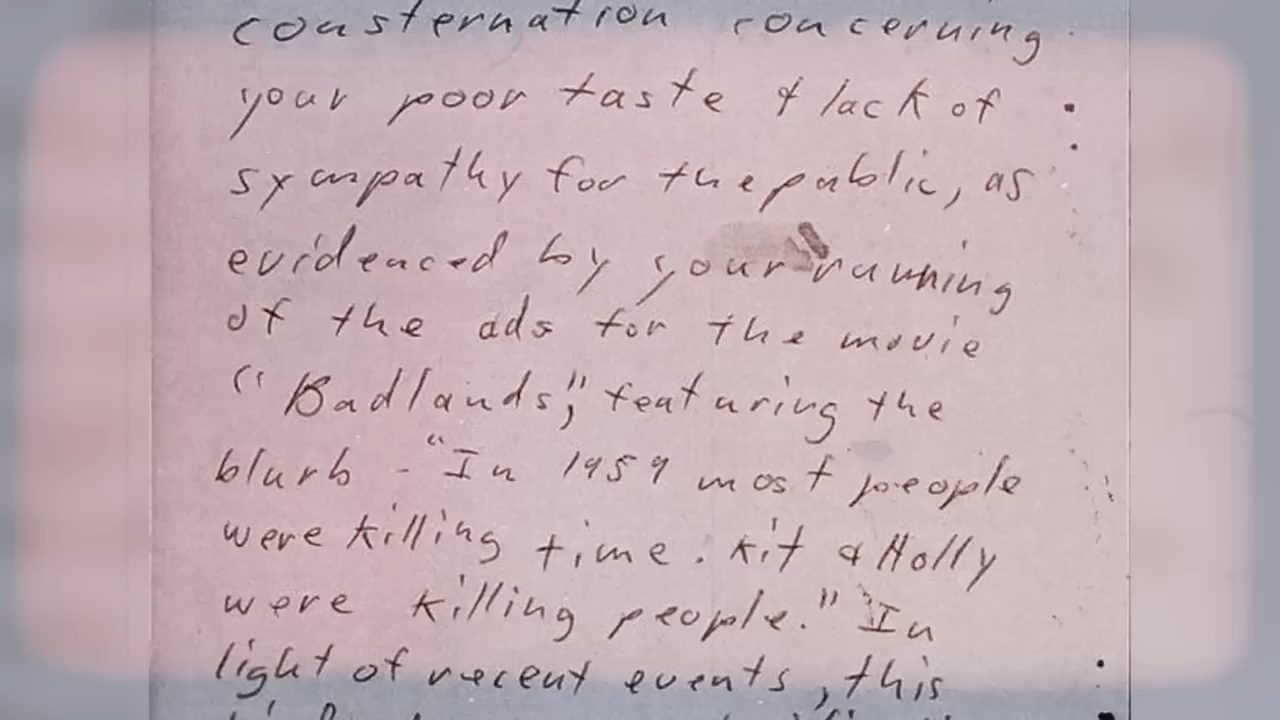 consternation concerning
your poor taste & lack of
sympathy for the public, as
evidenced by your running
of the ads for the movie
"Badlands," featuring the
blurb - "In 1959 most people
were killing time. Kit & Holly
were killing people." In
light of recent events, this